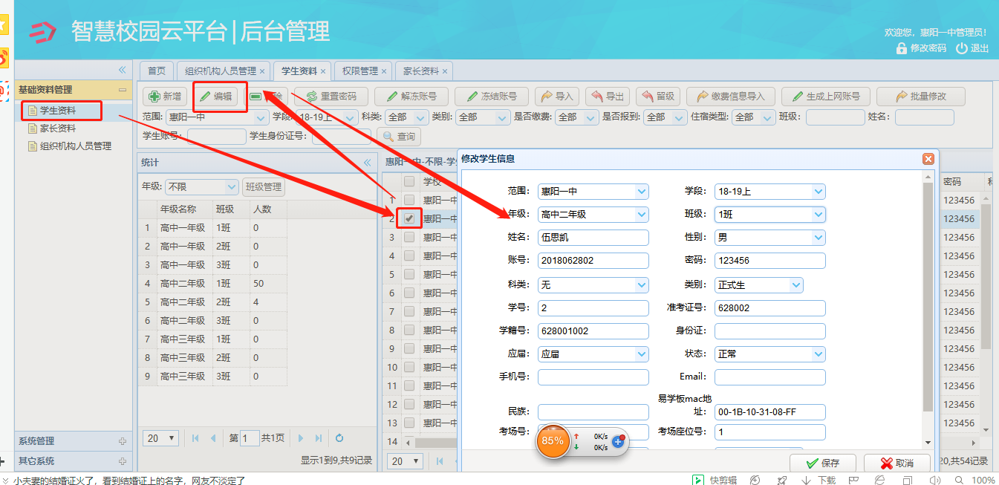 智慧校园云平台|后台管理
欢迎您，惠阳一中管理员!
修改密码 退出
首页 组织机构人员管理 × 学生资料 × 权限管理 × 家长资料 ×
基础资料管理
学生资料
家长资料
组织机构人员管理
系统管理
其它系统
新增 编辑 除 重置密码 解冻账号 冻结账号 导入 导出 留级 缴费信息导入 生成上网账号 批量修改
范围: 惠阳一中 学段: 18-19上 科类: 全部 类别: 全部 是否缴费: 全部 是否报到: 全部 住宿类型: 全部 班级: 姓名:
学生账号: 学生身份证号: 查询
统计
年级: 不限 班级管理
年级名称 班级 人数
1 高中一年级 1班 0
2 高中一年级 2班 0
3 高中一年级 3班 0
4 高中二年级 1班 50
5 高中二年级 2班 4
6 高中二年级 3班 0
7 高中三年级 1班 0
8 高中三年级 2班 0
9 高中三年级 3班 0
20 第 1 共1页
显示1到9,共9记录
惠阳一中-不限-学
学校
1 惠阳一中
2 惠阳一中
3 惠阳一中
4 惠阳一中
5 惠阳一中
6 惠阳一中
7 惠阳一中
8 惠阳一中
9 惠阳一中
10 惠阳一中
11 惠阳一中
12 惠阳一中
13 惠阳一中
14
20
修改学生信息
范围: 惠阳一中 学段: 18-19上
年级: 高中二年级 班级: 1班
姓名: 伍思凯 性别: 男
账号: 2018062802 密码: 123456
科类: 无 类别: 正式生
学号: 2 准考证号: 628002
学籍号: 628001002 身份证:
应届: 应届 状态: 正常
手机号: Email:
民族: 易学板mac地址: 00-1B-10-31-08-FF
考场号: 考场座位号: 1
保存 取消
85% 0K/s
0K/s
密码
123456
123456
123456
123456
123456
123456
123456
123456
123456
123456
123456
123456
123456
20,共54记录
小夫妻的结婚证火了，看到结婚证上的名字，网友不淡定了
快剪辑 下载 100%